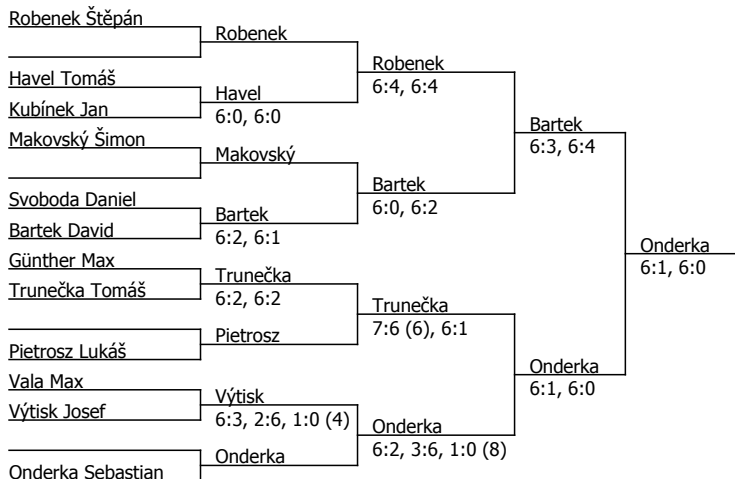 Robenek Štěpán
Havel Tomáš
Kubínek Jan
Makovský Šimon
Svoboda Daniel
Bartek David
Günther Max
Trunečka Tomáš
Pietrosz Lukáš
Vala Max
Výtisk Josef
Onderka Sebastian
Robenek
Havel
6:0, 6:0
Makovský
Bartek
6:2, 6:1
Trunečka
6:2, 6:2
Pietrosz
Výtisk
6:3, 2:6, 1:0 (4)
Onderka
Robenek
6:4, 6:4
Bartek
6:0, 6:2
Trunečka
7:6 (6), 6:1
Onderka
6:2, 3:6, 1:0 (8)
Bartek
6:3, 6:4
Onderka
6:1, 6:0
Onderka
6:1, 6:0